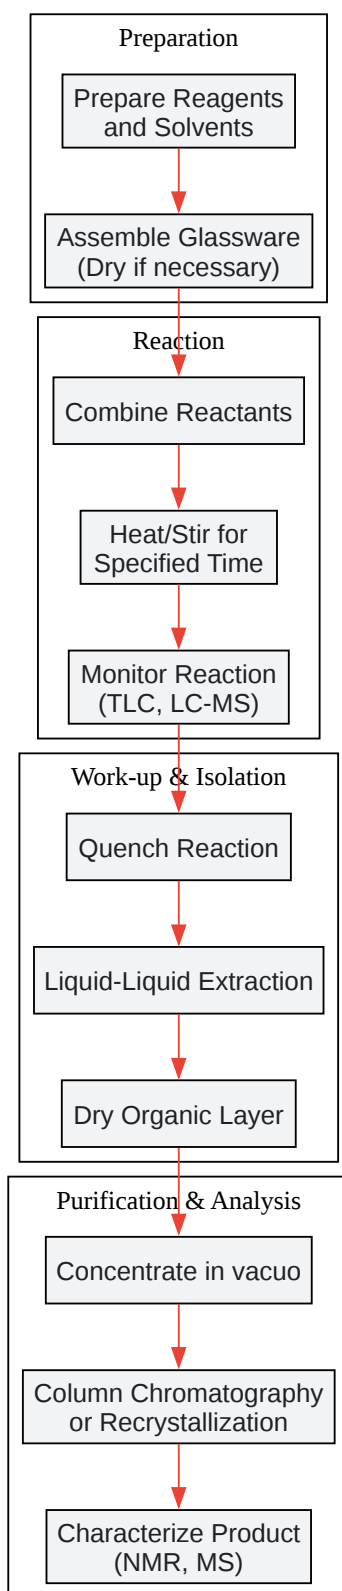 Preparation
Prepare Reagents
and Solvents
Assemble Glassware
(Dry if necessary)
Reaction
Combine Reactants
Heat/Stir for
Specified Time
Monitor Reaction
(TLC, LC-MS)
Work-up & Isolation
Quench Reaction
Liquid-Liquid Extraction
Dry Organic Layer
Purification & Analysis
Concentrate in vacuo
Column Chromatography
or Recrystallization
Characterize Product
(NMR, MS)